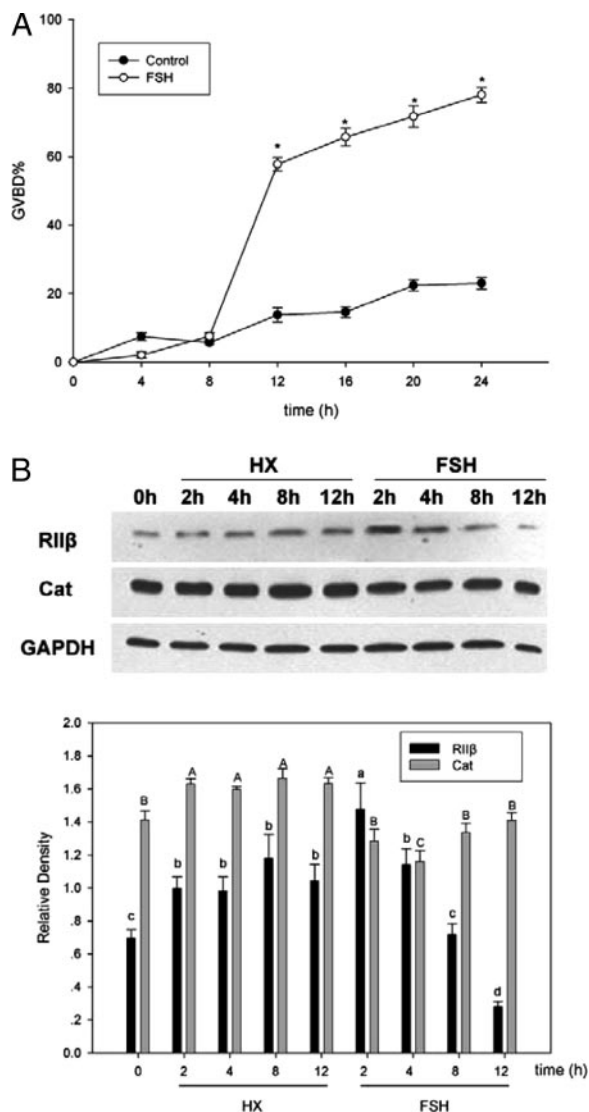 A
Control
FSH
GVBD%
100
80
60
40
20
0
* * * *
0 4 8 12 16 20 24
time (h)
B
HX FSH
0h 2h 4h 8h 12h 2h 4h 8h 12h
RIIβ
Cat
GAPDH
Relative Density
2.0
1.8
1.6
1.4
1.2
1.0
.8
.6
.4
.2
0.0
RIIβ
Cat
c B b A b A b A b A a B b C c B d B
0 2 4 8 12 2 4 8 12 time (h)
HX FSH